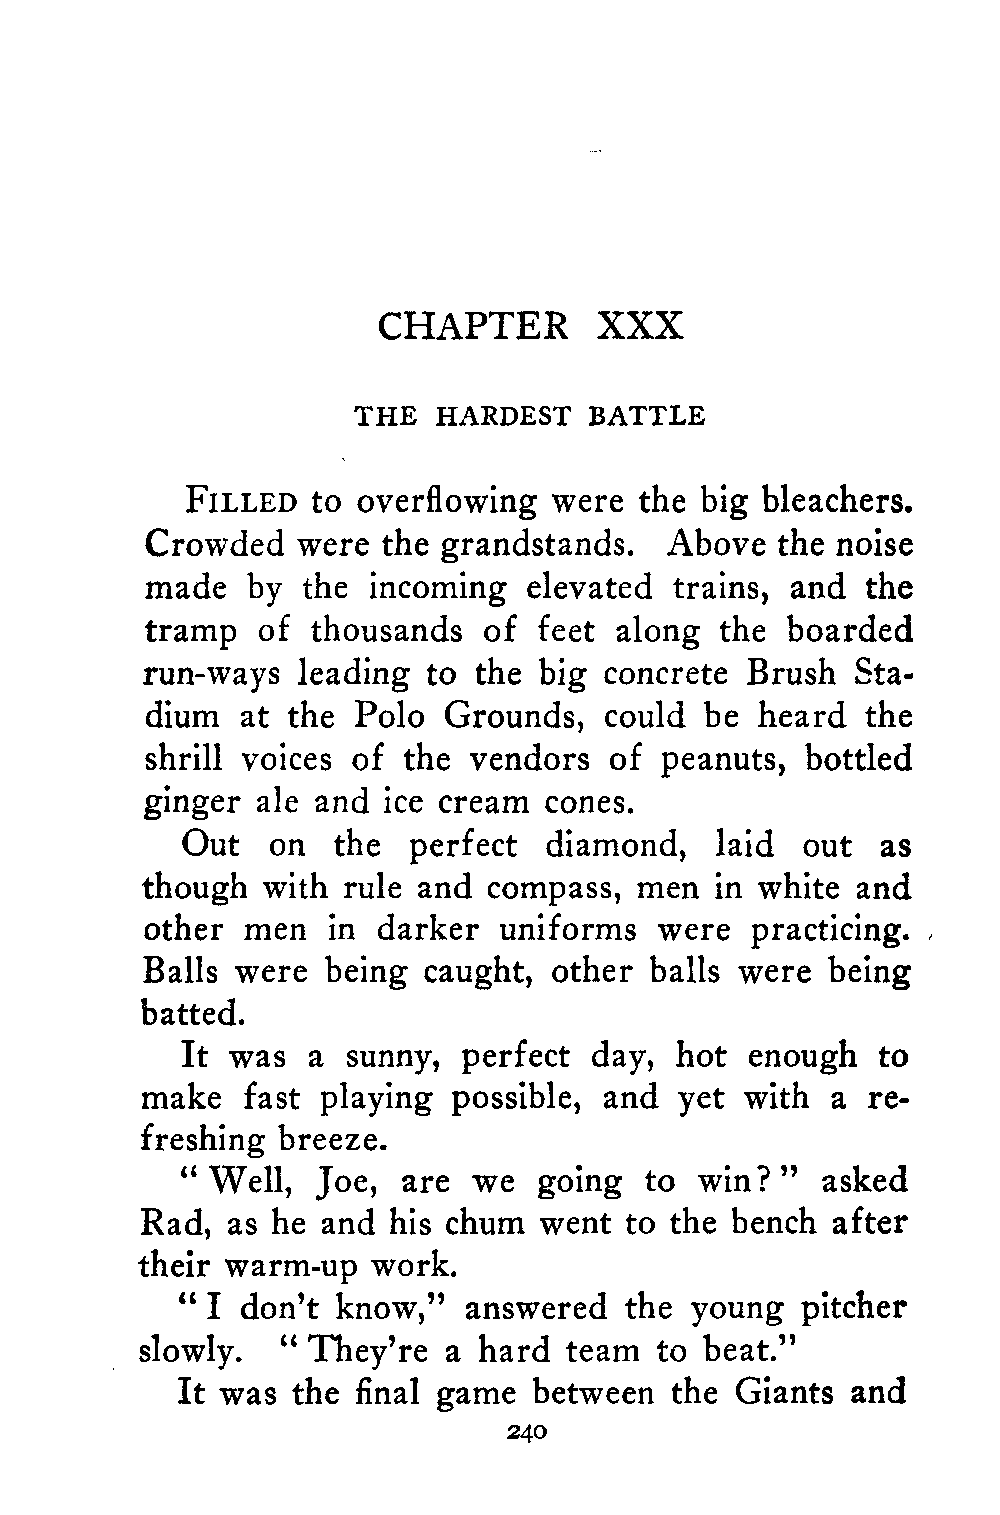 CHAPTER XXX
THE HARDEST BATTLE
FILLED to overflowing were the big bleachers.
Crowded were the grandstands. Above the noise
made by the incoming elevated trains, and the
tramp of thousands of feet along the boarded
run-ways leading to the big concrete Brush Sta-
dium at the Polo Grounds, could be heard the
shrill voices of the vendors of peanuts, bottled
ginger ale and ice cream cones.
Out on the perfect diamond, laid out as
though with rule and compass, men in white and
other men in darker uniforms were practicing.
Balls were being caught, other balls were being
batted.
It was a sunny, perfect day, hot enough to
make fast playing possible, and yet with a re-
freshing breeze.
" Well, Joe, are we going to win? " asked
Rad, as he and his chum went to the bench after
their warm-up work.
" I don't know," answered the young pitcher
slowly. " They're a hard team to beat."
It was the final game between the Giants and
240